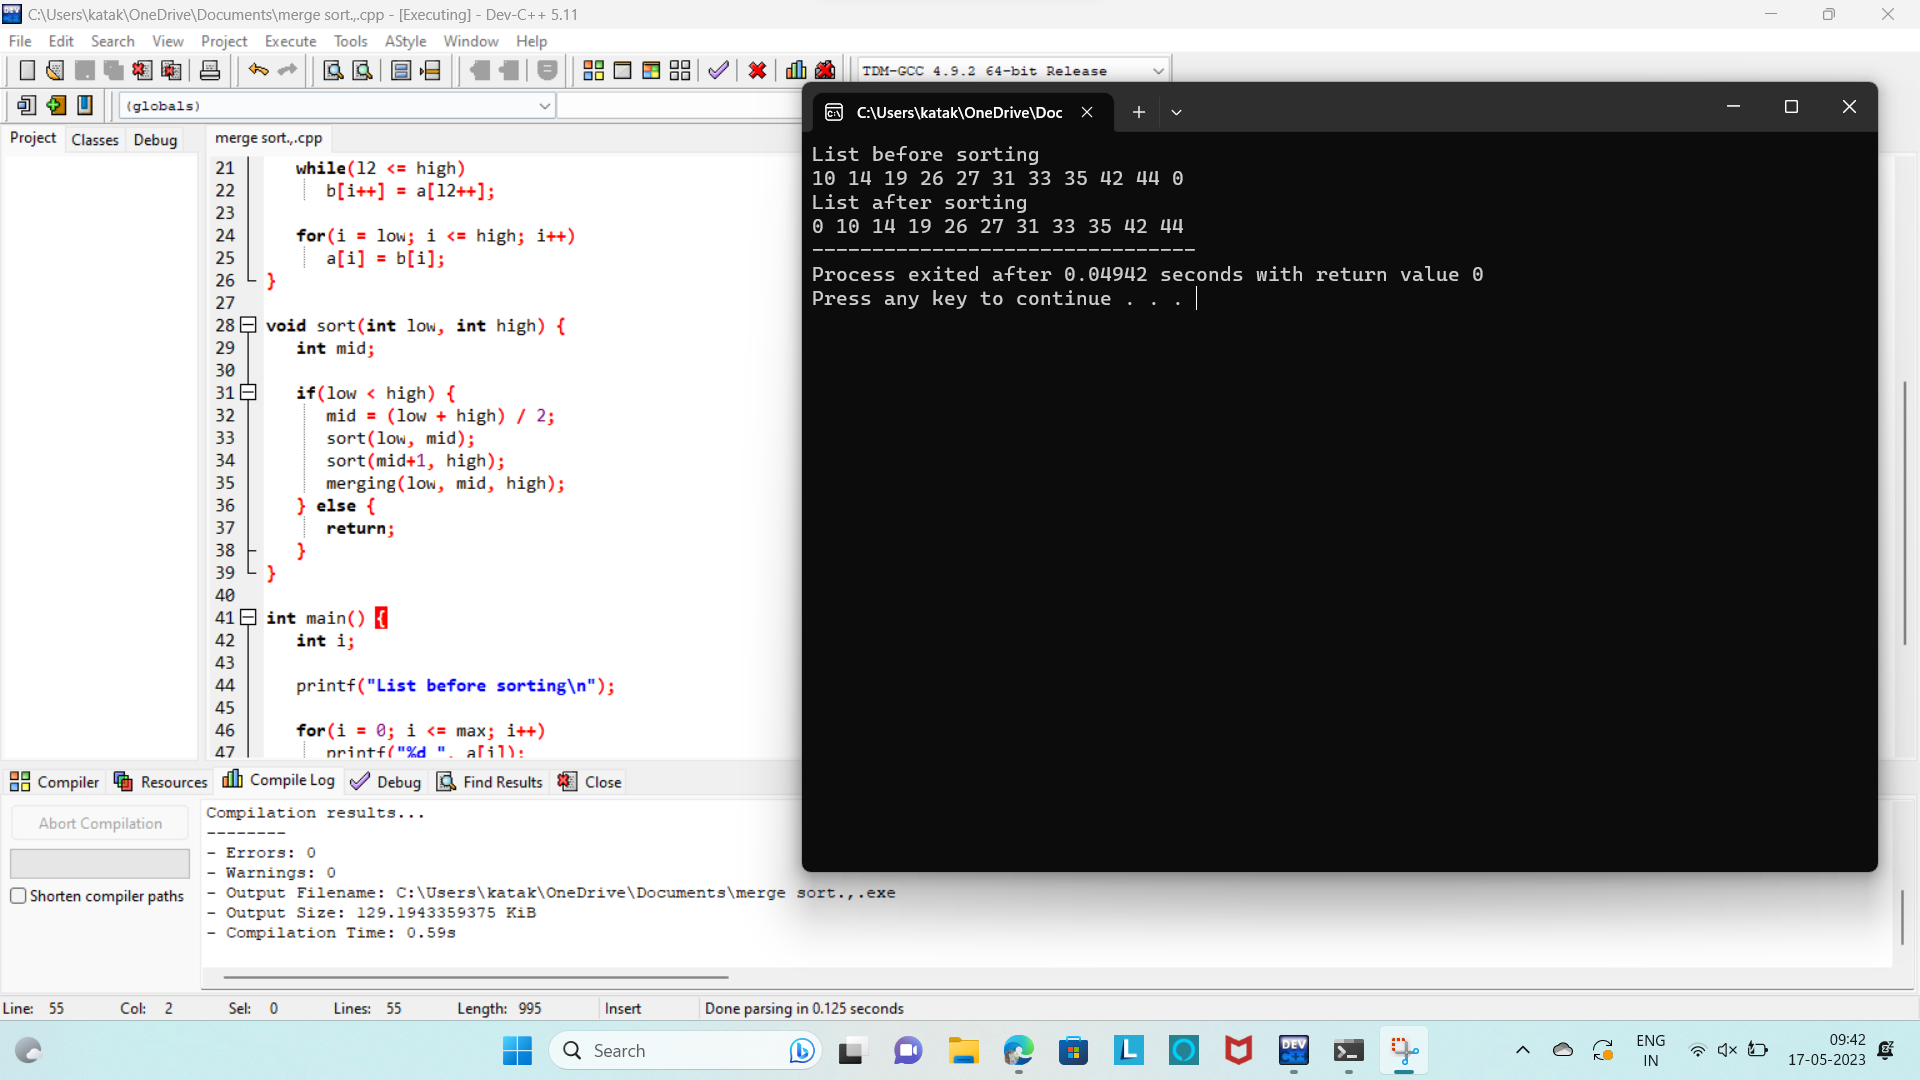 C:\Users\katak\OneDrive\Documents\merge sort.,.cpp - [Executing] - Dev-C++ 5.11
File Edit Search View Project Execute Tools AStyle Window Help
TDM-GCC 4.9.2 64-bit Release
(globals)
Project Classes Debug
merge sort.,.cpp
21 while(l2 <= high)
22 b[i++] = a[l2++];
23
24 for(i = low; i <= high; i++)
25 a[i] = b[i];
26 }
27
28 void sort(int low, int high) {
29 int mid;
30
31 if(low < high) {
32 mid = (low + high) / 2;
33 sort(low, mid);
34 sort(mid+1, high);
35 merging(low, mid, high);
36 } else {
37 return;
38 }
39 }
40
41 int main() {
42 int i;
43
44 printf("List before sorting\n");
45
46 for(i = 0; i <= max; i++)
47 printf("%d ", a[i]);
C:\Users\katak\OneDrive\Doc
List before sorting
10 14 19 26 27 31 33 35 42 44 0
List after sorting
0 10 14 19 26 27 31 33 35 42 44
--------------------------------
Process exited after 0.04942 seconds with return value 0
Press any key to continue . . .
Compiler Resources Compile Log Debug Find Results Close
Abort Compilation
Shorten compiler paths
Compilation results...
--------
- Errors: 0
- Warnings: 0
- Output Filename: C:\Users\katak\OneDrive\Documents\merge sort.,.exe
- Output Size: 129.1943359375 KiB
- Compilation Time: 0.59s
Line: 55 Col: 2 Sel: 0 Lines: 55 Length: 995 Insert Done parsing in 0.125 seconds
Search
DEV
L
ENG
IN
09:42
17-05-2023